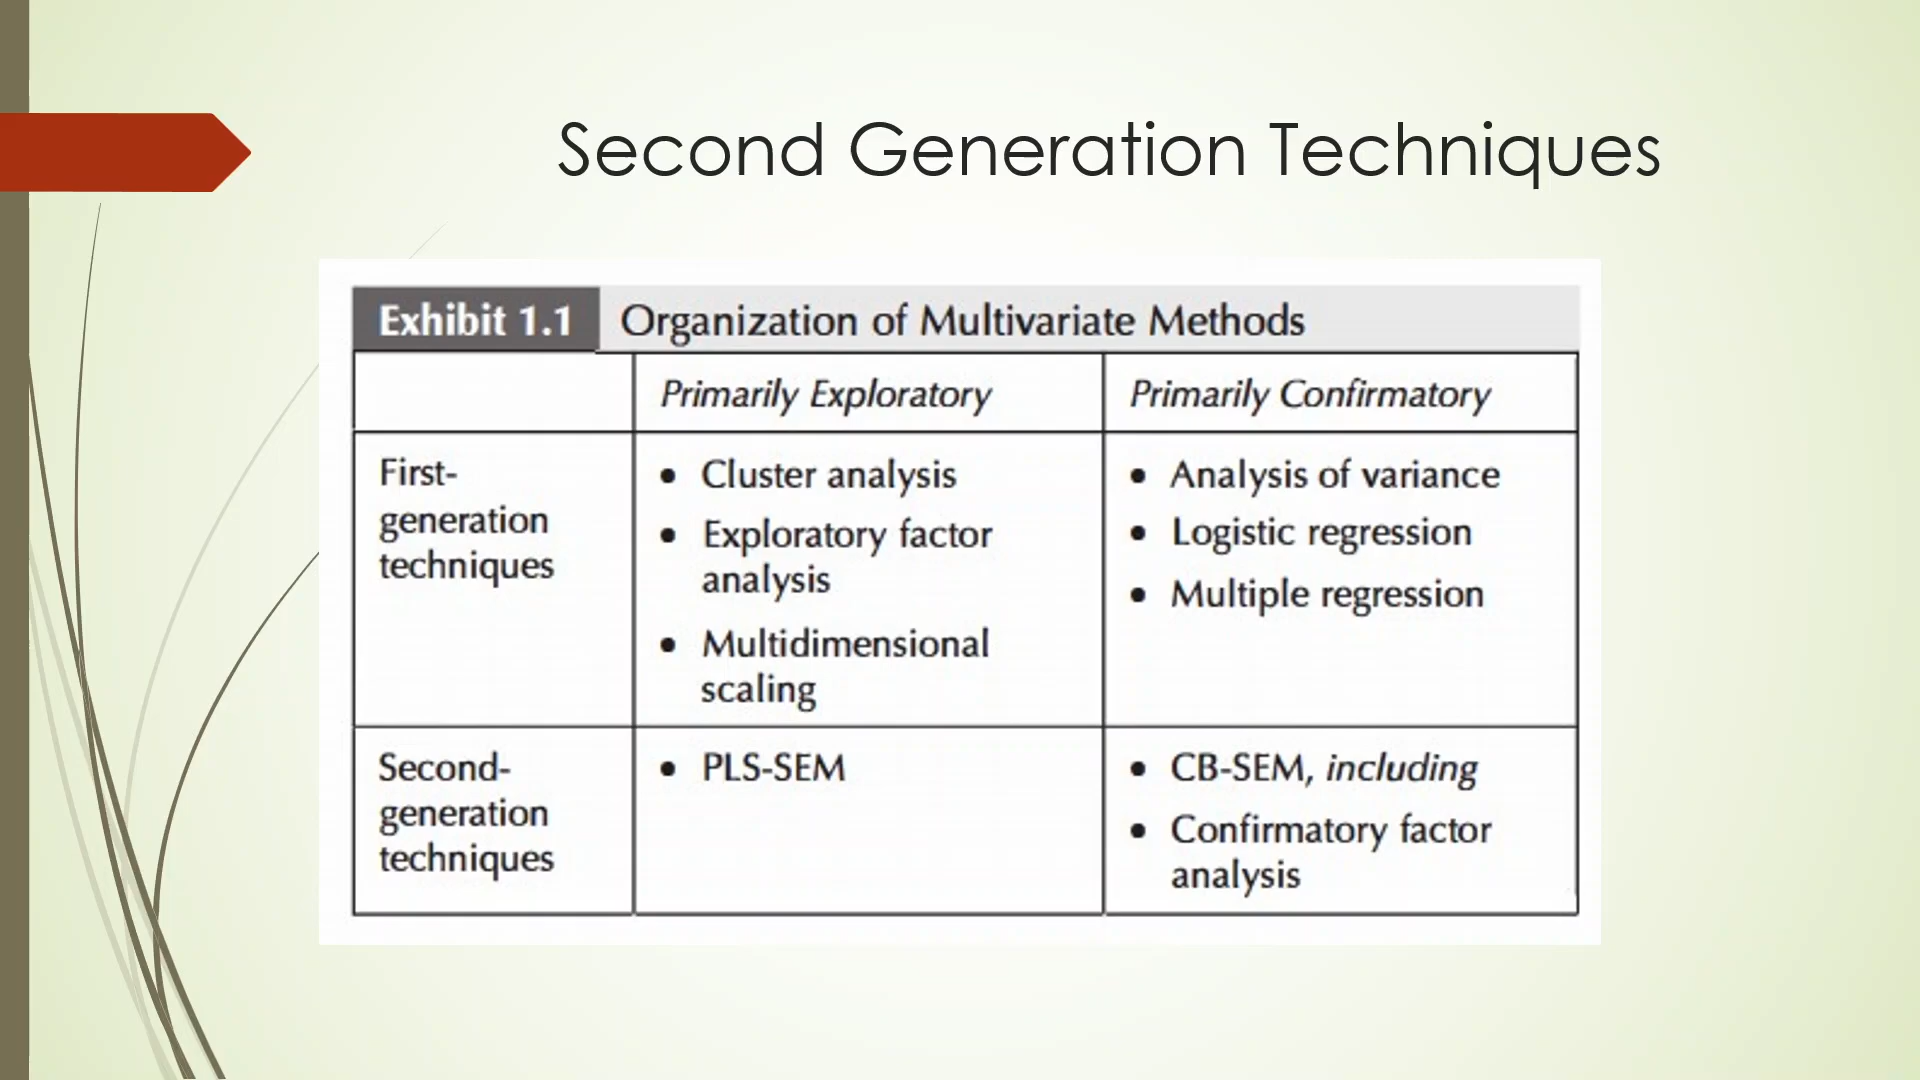 Second Generation Techniques
Exhibit 1.1 Organization of Multivariate Methods
Primarily Exploratory Primarily Confirmatory
First-
generation
techniques
• Cluster analysis
• Exploratory factor
analysis
• Multidimensional
scaling
• Analysis of variance
• Logistic regression
• Multiple regression
Second-
generation
techniques
• PLS-SEM
• CB-SEM, including
• Confirmatory factor
analysis